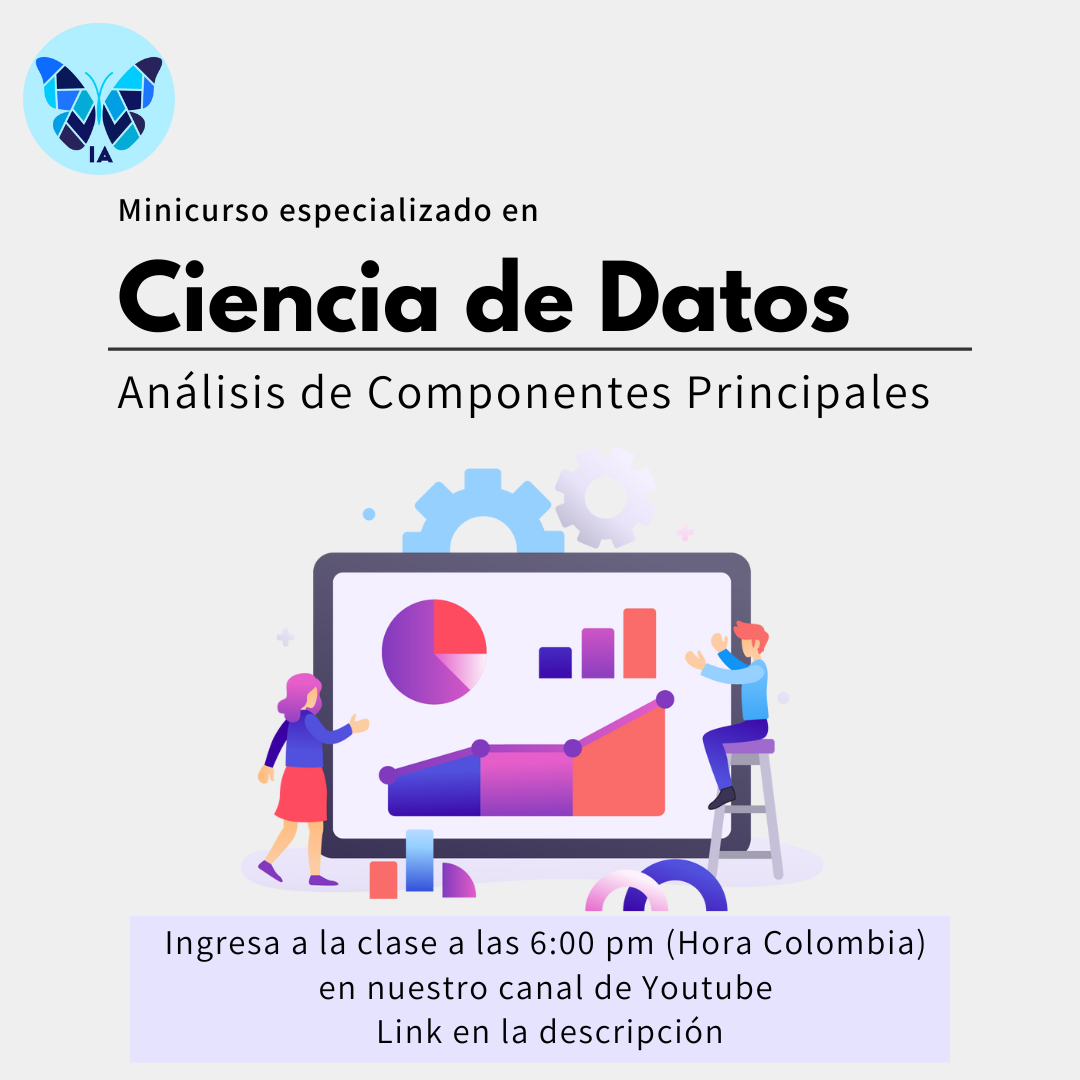 IA
Minicurso especializado en
Ciencia de Datos
Análisis de Componentes Principales
Ingresa a la clase a las 6:00 pm (Hora Colombia)
en nuestro canal de Youtube
Link en la descripción